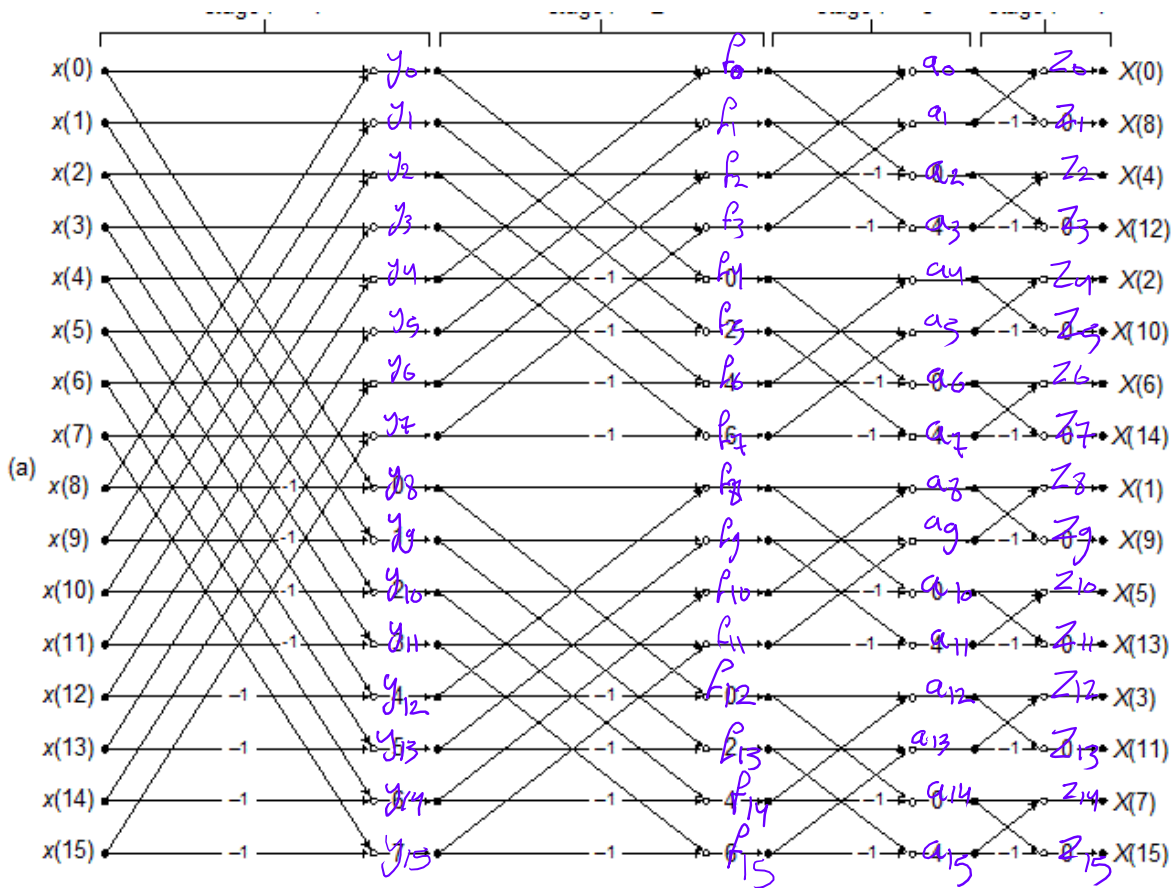 x(0) y0 f0 a0 z0 X(0)
x(1) y1 f1 a1 -1 z1 X(8)
x(2) y2 f2 -1 a2 z2 X(4)
x(3) y3 f3 -1 a3 -1 z3 X(12)
x(4) y4 -1 f4 a4 z4 X(2)
x(5) y5 -1 f5 a5 -1 z5 X(10)
x(6) y6 -1 f6 -1 a6 z6 X(6)
x(7) y7 -1 f7 -1 a7 -1 z7 X(14)
(a)
x(8) -1 y8 f8 a8 z8 X(1)
x(9) -1 y9 f9 a9 -1 z9 X(9)
x(10) -1 y10 f10 -1 a10 z10 X(5)
x(11) -1 y11 f11 -1 a11 -1 z11 X(13)
x(12) -1 y12 -1 f12 a12 z12 X(3)
x(13) -1 y13 -1 f13 a13 -1 z13 X(11)
x(14) -1 y14 -1 f14 -1 a14 z14 X(7)
x(15) -1 y15 -1 f15 -1 a15 -1 z15 X(15)